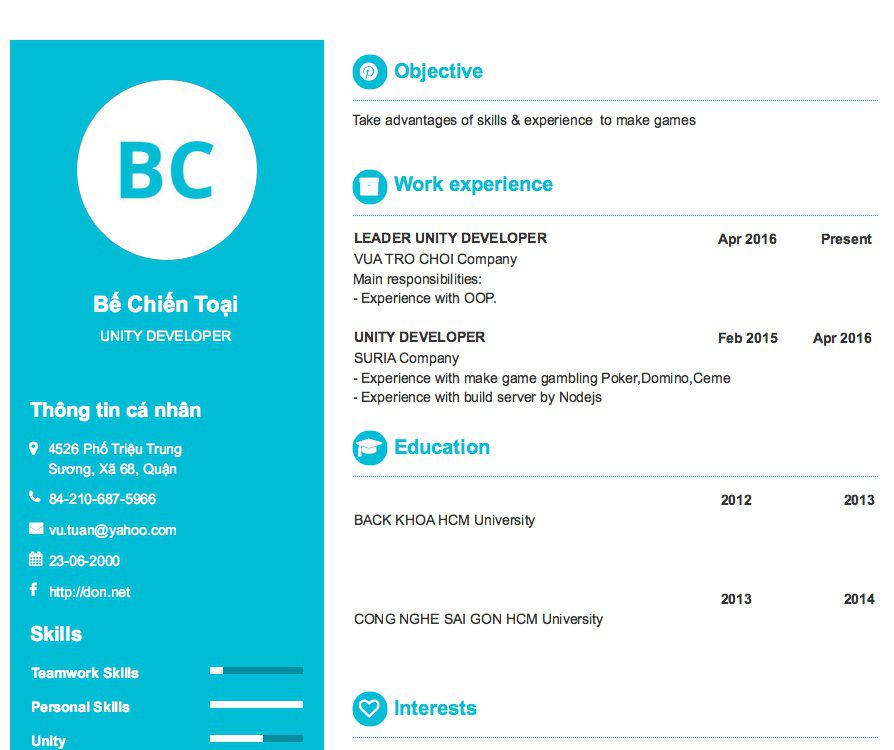 BC
Bế Chiến Toại
UNITY DEVELOPER
Thông tin cá nhân
4526 Phố Triệu Trung
Sương, Xã 68, Quận
84-210-687-5966
vu.tuan@yahoo.com
23-06-2000
http://don.net
Skills
Teamwork Skills
Personal Skills
Unity
Objective
Take advantages of skills & experience to make games
Work experience
LEADER UNITY DEVELOPER Apr 2016 Present
VUA TRO CHOI Company
Main responsibilities:
- Experience with OOP.
UNITY DEVELOPER Feb 2015 Apr 2016
SURIA Company
- Experience with make game gambling Poker,Domino,Ceme
- Experience with build server by Nodejs
Education
2012 2013
BACK KHOA HCM University
2013 2014
CONG NGHE SAI GON HCM University
Interests